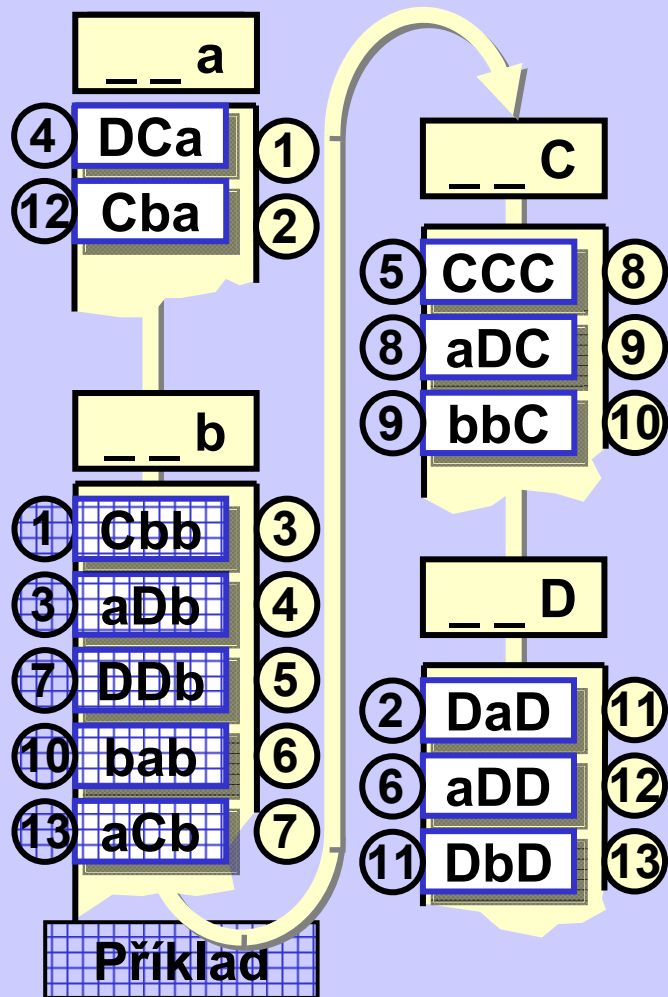 _ _ a
4 DCa 1
12 Cba 2
_ _ b
1 Cbb 3
3 aDb 4
7 DDb 5
10 bab 6
13 aCb 7
Příklad
_ _ C
5 CCC 8
8 aDC 9
9 bbC 10
_ _ D
2 DaD 11
6 aDD 12
11 DbD 13